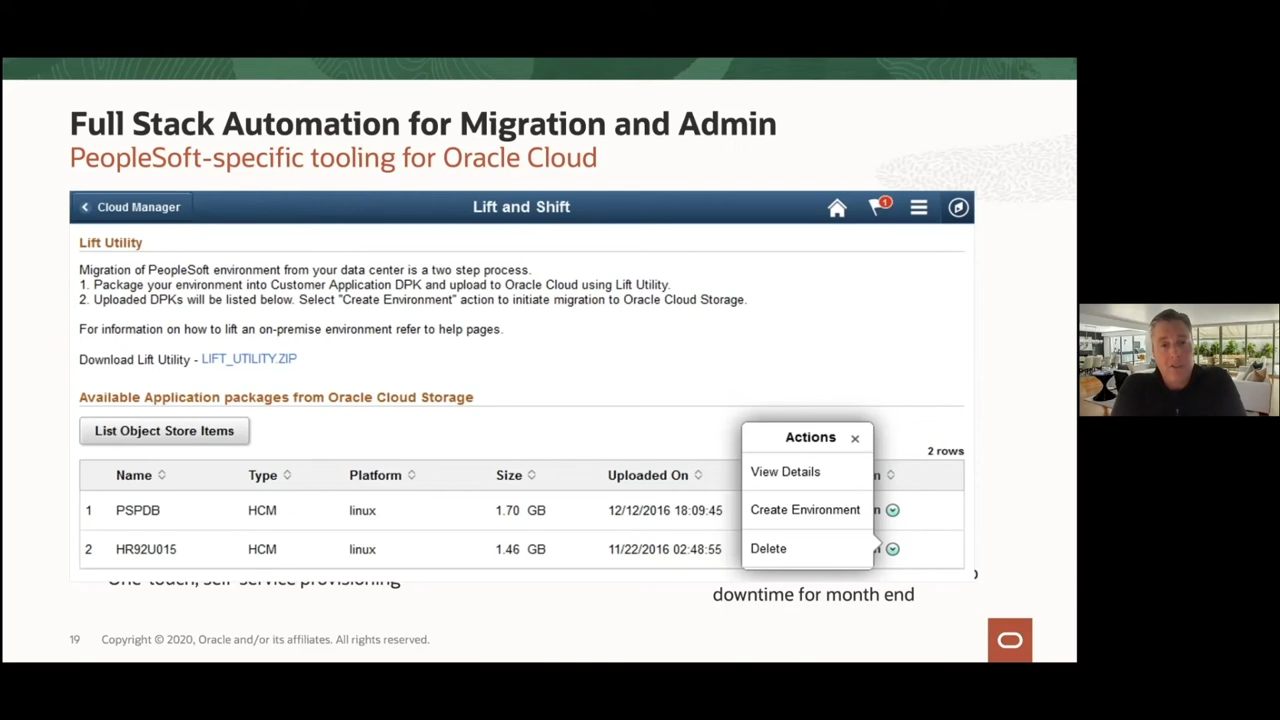 Full Stack Automation for Migration and Admin
PeopleSoft-specific tooling for Oracle Cloud
Cloud Manager
Lift and Shift
1
Lift Utility
Migration of PeopleSoft environment from your data center is a two step process.
1. Package your environment into Customer Application DPK and upload to Oracle Cloud using Lift Utility.
2. Uploaded DPKs will be listed below. Select "Create Environment" action to initiate migration to Oracle Cloud Storage.
For information on how to lift an on-premise environment refer to help pages.
Download Lift Utility - LIFT_UTILITY.ZIP
Available Application packages from Oracle Cloud Storage
List Object Store Items
2 rows
Name Type Platform Size Uploaded On
1 PSPDB HCM linux 1.70 GB 12/12/2016 18:09:45
2 HR92U015 HCM linux 1.46 GB 11/22/2016 02:48:55
Actions ×
View Details
Create Environment
Delete
One-touch, self-service provisioning
downtime for month end
19 Copyright © 2020, Oracle and/or its affiliates. All rights reserved.